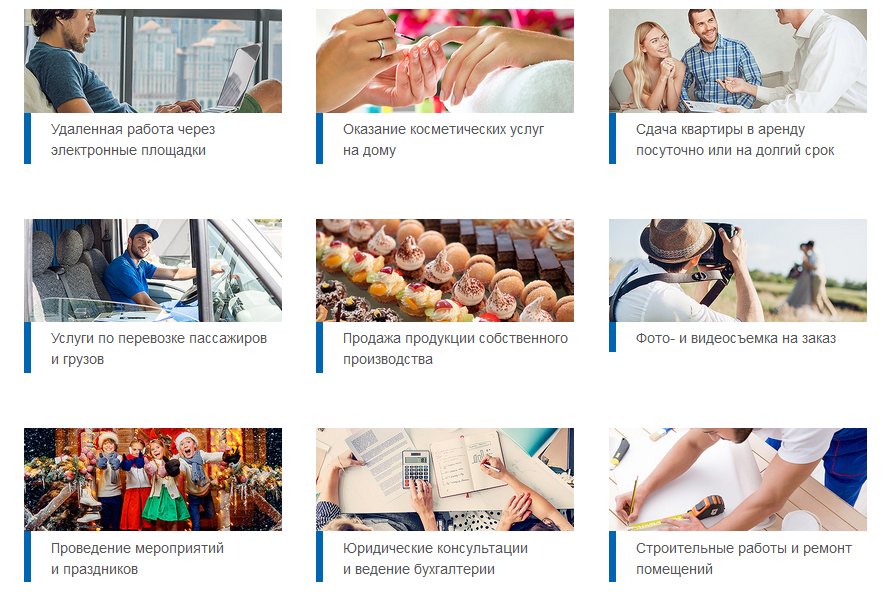 Удаленная работа через
электронные площадки
Оказание косметических услуг
на дому
Сдача квартиры в аренду
посуточно или на долгий срок
Услуги по перевозке пассажиров
и грузов
Продажа продукции собственного
производства
Фото- и видеосъемка на заказ
Проведение мероприятий
и праздников
Юридические консультации
и ведение бухгалтерии
Строительные работы и ремонт
помещений